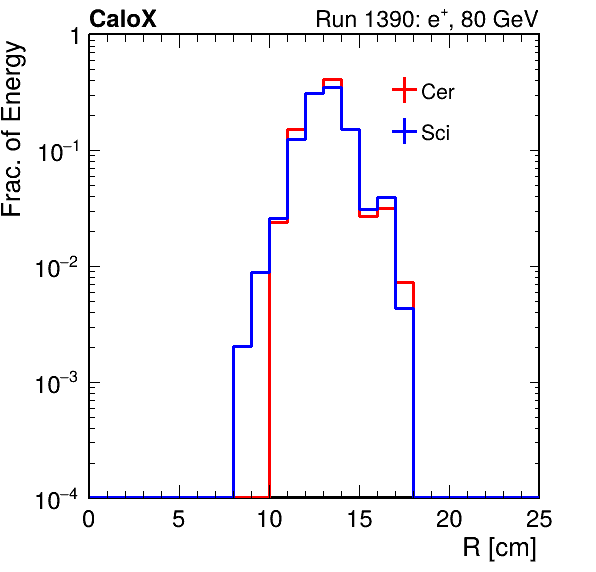 CaloX Run 1390: e⁺, 80 GeV
Frac. of Energy
1
10⁻¹
10⁻²
10⁻³
10⁻⁴
Cer
Sci
0 5 10 15 20 25
R [cm]